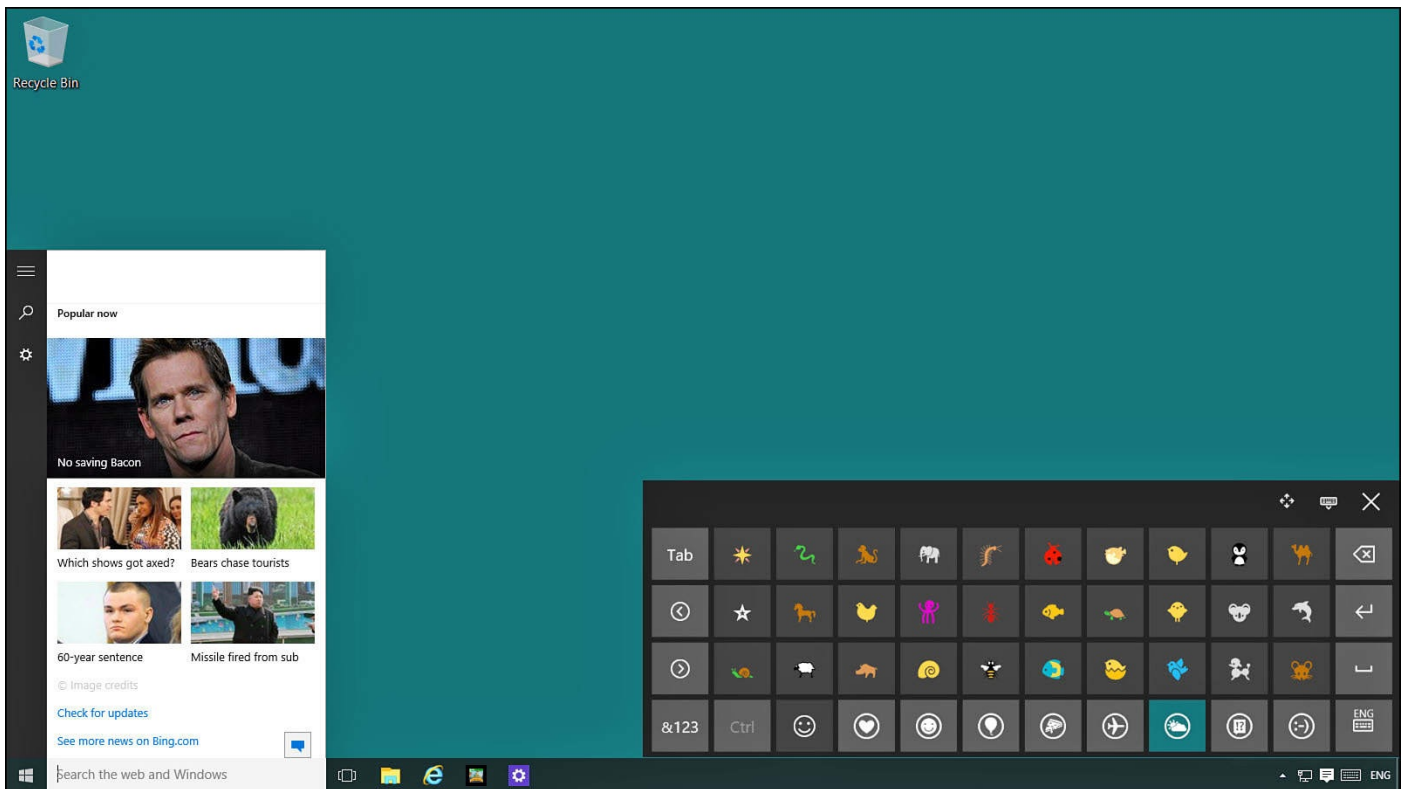 Recycle Bin
Popular now
No saving Bacon
Which shows got axed?
Bears chase tourists
60-year sentence
Missile fired from sub
© Image credits
Check for updates
See more news on Bing.com
Search the web and Windows
Tab
&123
Ctrl
:-)
ENG
ENG